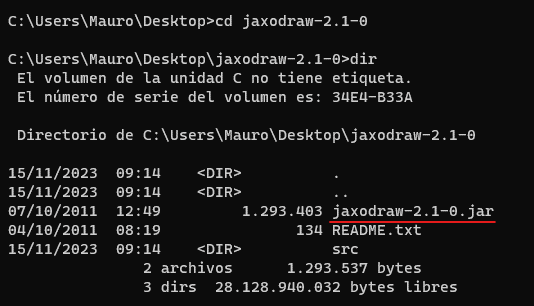 C:\Users\Mauro\Desktop>cd jaxodraw-2.1-0
C:\Users\Mauro\Desktop\jaxodraw-2.1-0>dir
El volumen de la unidad C no tiene etiqueta.
El número de serie del volumen es: 34E4-B33A
Directorio de C:\Users\Mauro\Desktop\jaxodraw-2.1-0
15/11/2023  09:14    <DIR>          .
15/11/2023  09:14    <DIR>          ..
07/10/2011  12:49         1.293.403 jaxodraw-2.1-0.jar
04/10/2011  08:19               134 README.txt
15/11/2023  09:14    <DIR>          src
2 archivos      1.293.537 bytes
3 dirs  28.128.940.032 bytes libres